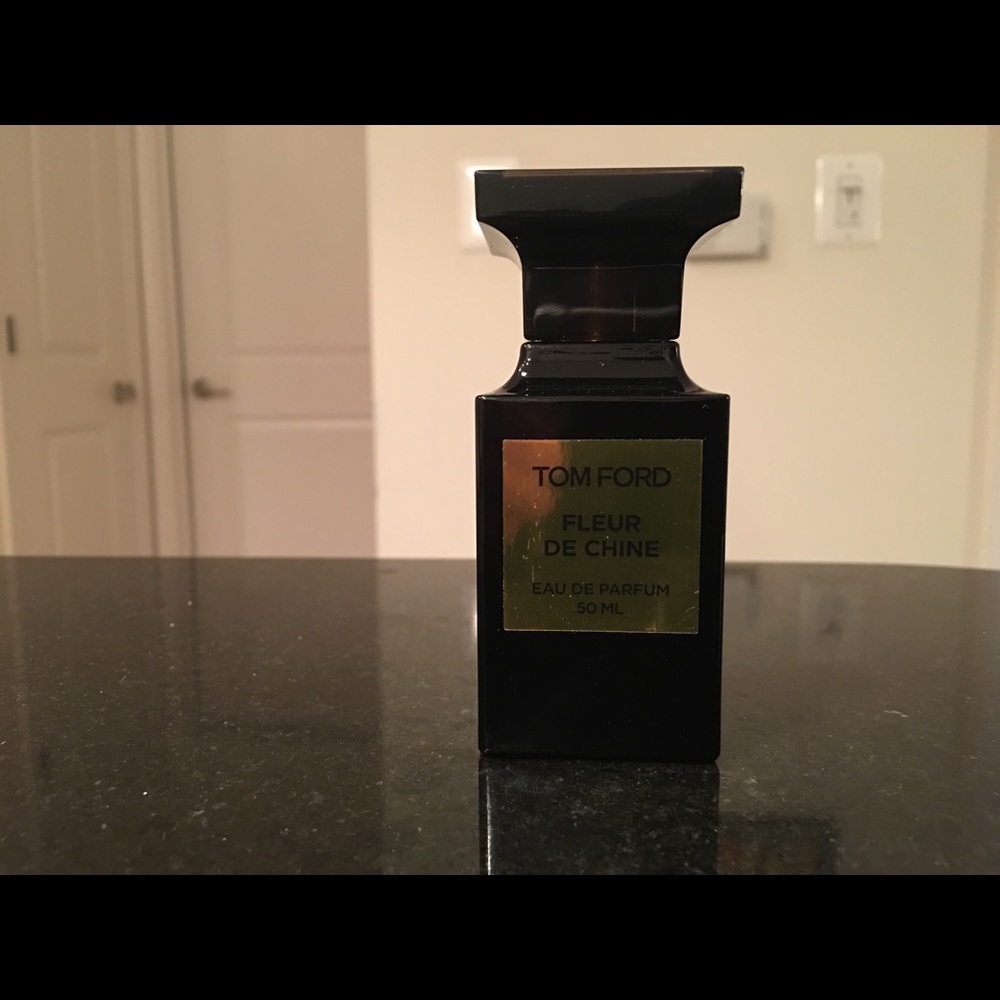 TOM FORD
FLEUR
DE CHINE
EAU DE PARFUM
50 ML